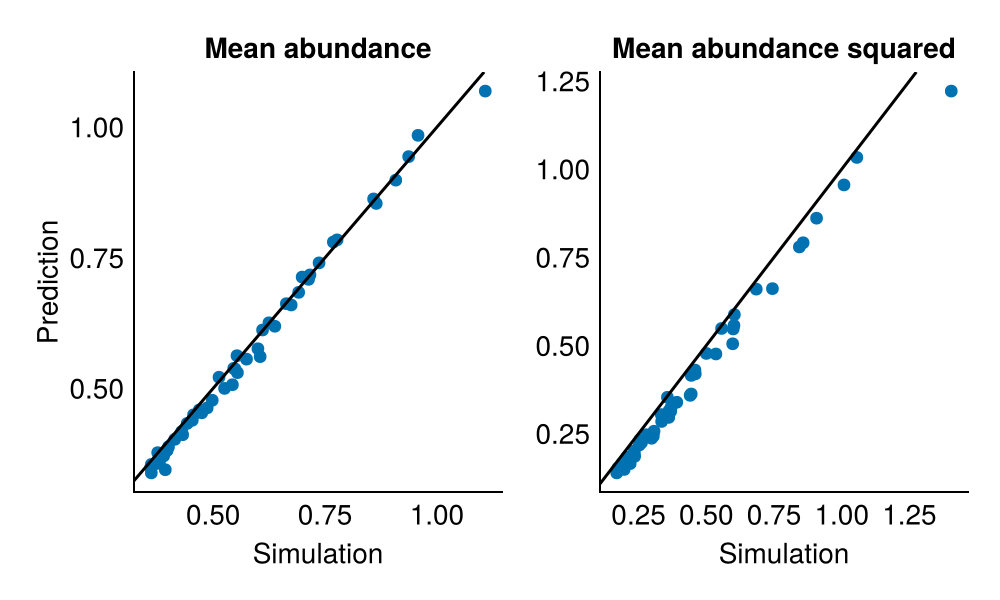 Mean abundance
Prediction
1.00
0.75
0.50
0.50 0.75 1.00
Simulation
Mean abundance squared
1.25
1.00
0.75
0.50
0.25
0.25 0.50 0.75 1.00 1.25
Simulation